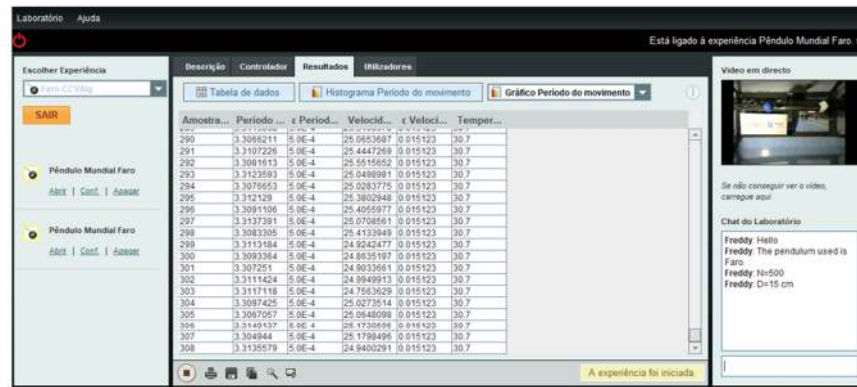 Laboratório Ajuda
Está ligado á experiência Pêndulo Mundial Faro.
Escolher Experiência
Faro CCVAlg
SAIR
Pêndulo Mundial Faro
Abrir | Conf. | Apagar
Pêndulo Mundial Faro
Abrir | Conf. | Apagar
Descrição Controlador Resultados Utilizadores
Tabela de dados Histograma Periodo do movimento Gráfico Periodo do movimento
Amostra... Periodo ... ε Period... Velocid... ε Veloci... Temper...
290 3.3066211 5.0E-4 25.0653687 0.015123 30.7
291 3.3107226 5.0E-4 25.4447269 0.015123 30.7
292 3.3081613 5.0E-4 25.5515652 0.015123 30.7
293 3.3123593 5.0E-4 25.0498981 0.015123 30.7
294 3.3076653 5.0E-4 25.0283775 0.015123 30.7
295 3.312129 5.0E-4 25.3802948 0.015123 30.7
296 3.3091106 5.0E-4 25.4055977 0.015123 30.7
297 3.3137391 5.0E-4 25.0708561 0.015123 30.7
298 3.3083305 5.0E-4 25.4133949 0.015123 30.7
299 3.3113184 5.0E-4 24.9242477 0.015123 30.7
300 3.3093364 5.0E-4 24.8635197 0.015123 30.7
301 3.307251 5.0E-4 24.9033661 0.015123 30.7
302 3.3111424 5.0E-4 24.9949913 0.015123 30.7
303 3.3117118 5.0E-4 24.7563629 0.015123 30.7
304 3.3097425 5.0E-4 25.0273514 0.015123 30.7
305 3.3067057 5.0E-4 25.0648098 0.015123 30.7
306 5.0E-4 0.015123 30.7
307 3.304944 5.0E-4 25.1798496 0.015123 30.7
308 3.3135579 5.0E-4 24.9400291 0.015123 30.7
A experiência foi iniciada
Video em directo
Se não conseguir ver o vídeo,
carregue aqui
Chat do Laboratório
Freddy: Hello
Freddy: The pendulum used is
Faro.
Freddy: N=500
Freddy: D=15 cm